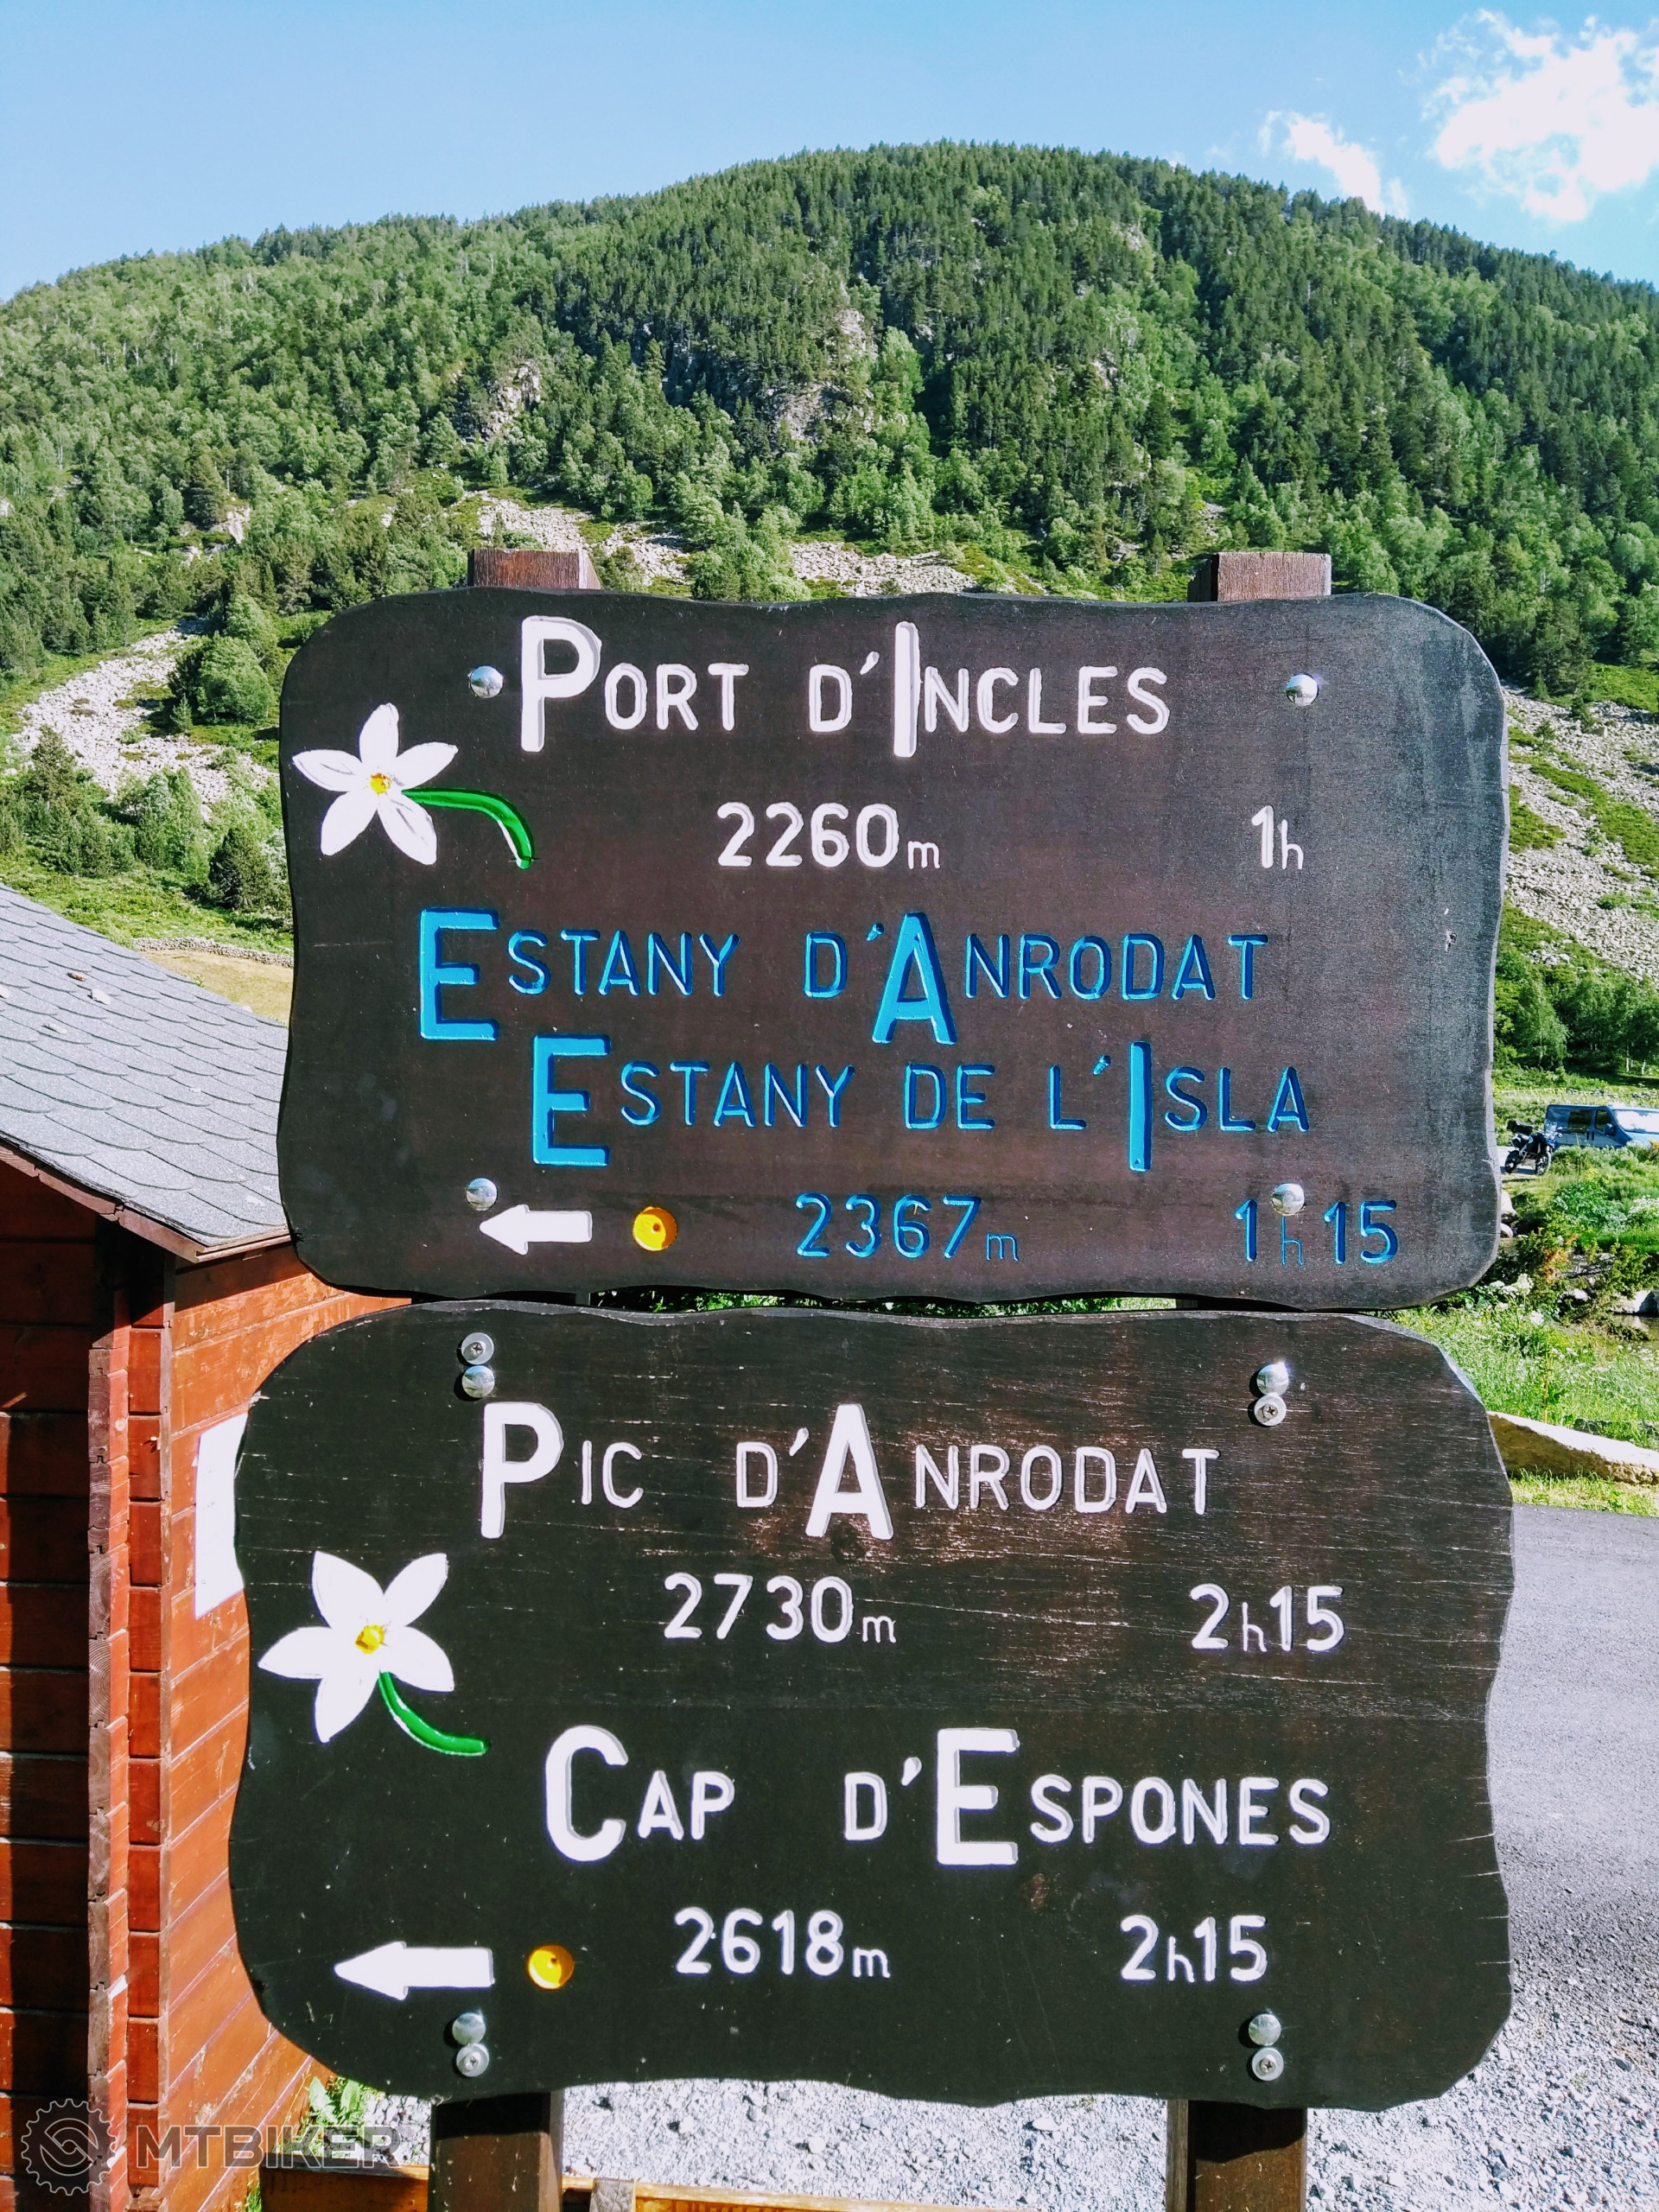 PORT D'INCLES
2260m 1h
ESTANY D'ANRODAT
ESTANY DE L'ISLA
2367m 1h15
PIC D'ANRODAT
2730m 2h15
CAP D'ESPONES
2618m 2h15
MTBIKER